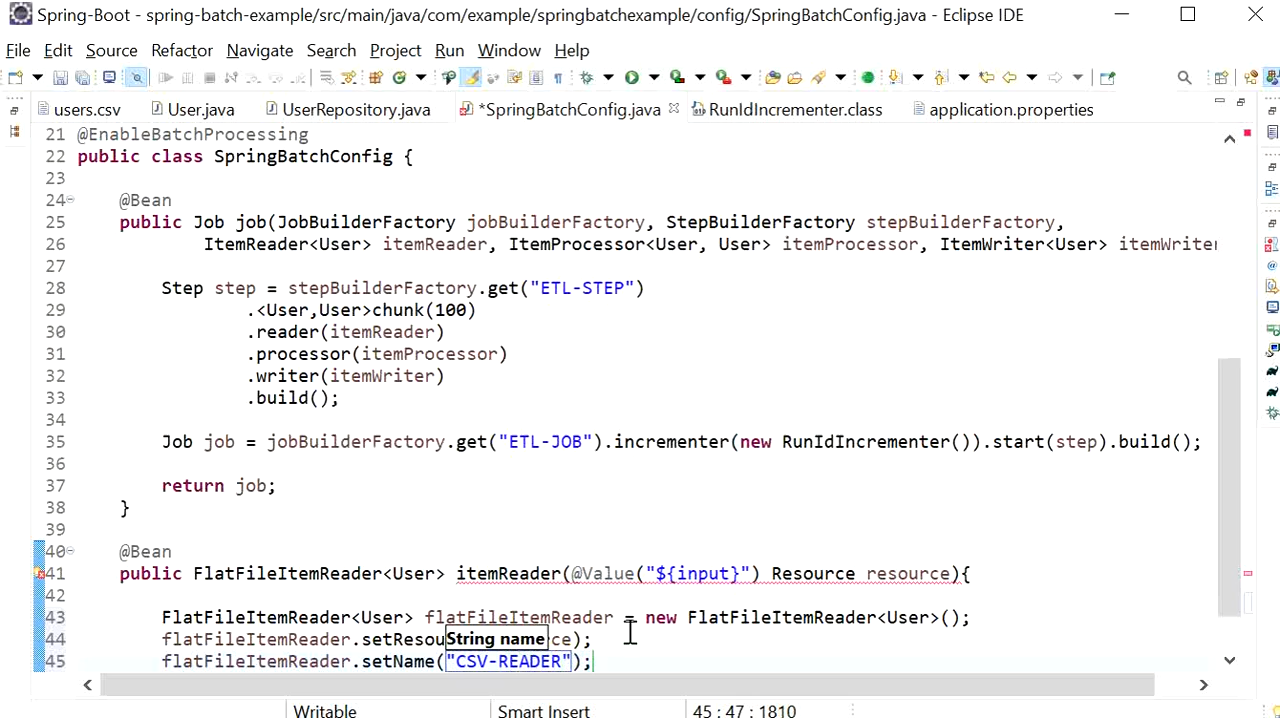 Spring-Boot - spring-batch-example/src/main/java/com/example/springbatchexample/config/SpringBatchConfig.java - Eclipse IDE
File Edit Source Refactor Navigate Search Project Run Window Help
users.csv User.java UserRepository.java *SpringBatchConfig.java RunIdIncrementer.class application.properties
21 @EnableBatchProcessing
22 public class SpringBatchConfig {
23
24 @Bean
25 public Job job(JobBuilderFactory jobBuilderFactory, StepBuilderFactory stepBuilderFactory,
26 ItemReader<User> itemReader, ItemProcessor<User, User> itemProcessor, ItemWriter<User> itemWriter
27
28 Step step = stepBuilderFactory.get("ETL-STEP")
29 .<User,User>chunk(100)
30 .reader(itemReader)
31 .processor(itemProcessor)
32 .writer(itemWriter)
33 .build();
34
35 Job job = jobBuilderFactory.get("ETL-JOB").incrementer(new RunIdIncrementer()).start(step).build();
36
37 return job;
38 }
39
40 @Bean
41 public FlatFileItemReader<User> itemReader(@Value("${input}") Resource resource){
42
43 FlatFileItemReader<User> flatFileItemReader = new FlatFileItemReader<User>();
44 flatFileItemReader.setResou String name ce);
45 flatFileItemReader.setName("CSV-READER");
Writable Smart Insert 45 : 47 : 1810